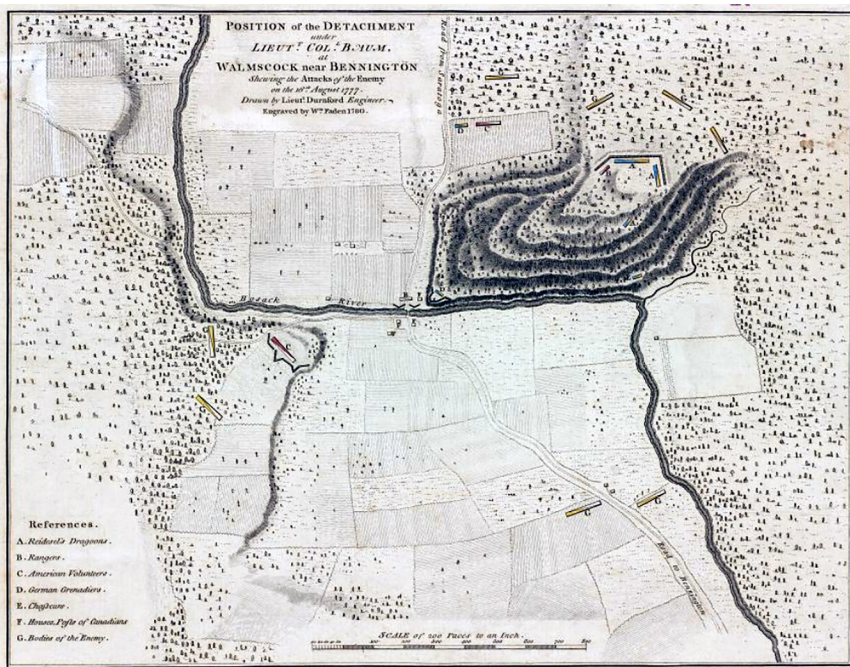 POSITION of the DETACHMENT
under
LIEUT.T COL.L BAUM.
at
WALMSCOCK near BENNINGTON
Shewing the Attacks of the Enemy
on the 16.th August 1777.
Drawn by Lieut. Durnford Engineer.
Engraved by Wm. Faden 1780.
Road from Saratoga
G
G
C
A
Hosack River
C
G
G
Road to Bennington
References.
A. Reidesel's Dragoons.
B. Rangers.
C. American Volunteers.
D. German Grenadiers.
E. Chasseurs.
F. Houses, Posts of Canadians
G. Bodies of the Enemy.
SCALE of 200 Paces to an Inch.